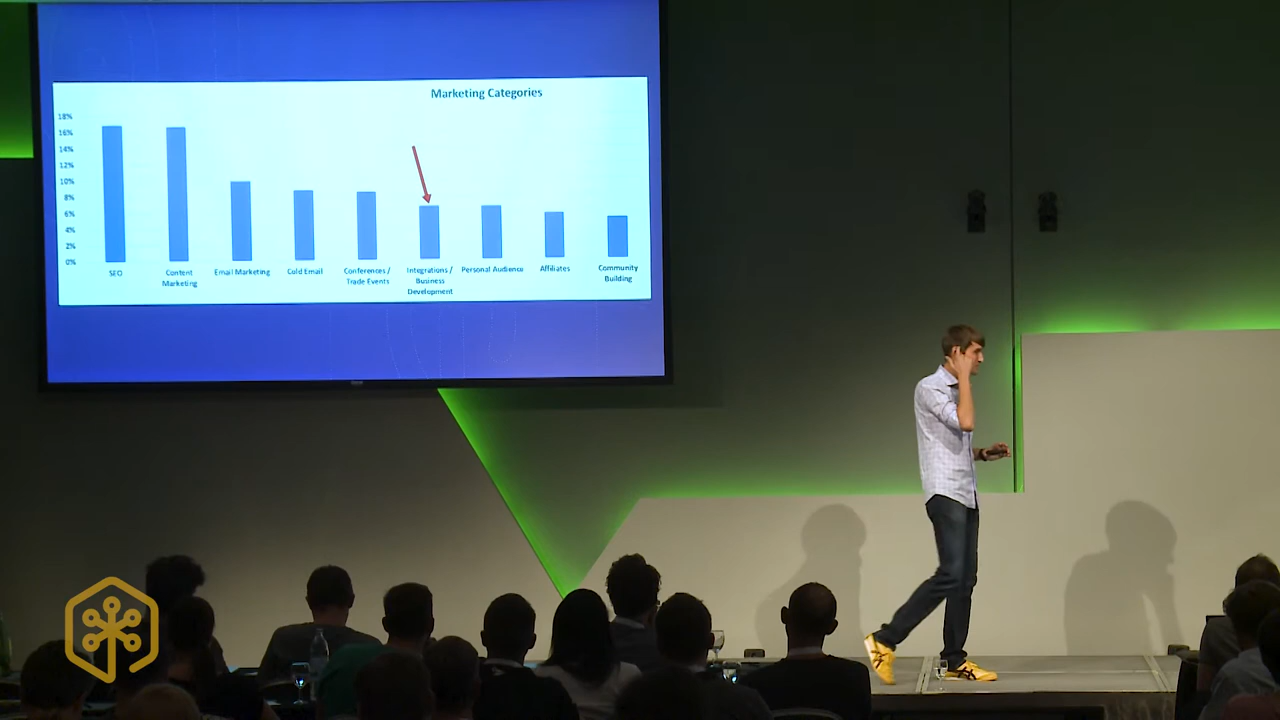 Marketing Categories
18%
16%
14%
12%
10%
8%
6%
4%
2%
0%
SEO
Content
Marketing
Email Marketing
Cold Email
Conferences /
Trade Events
Integrations /
Business
Development
Personal Audience
Affiliates
Community
Building